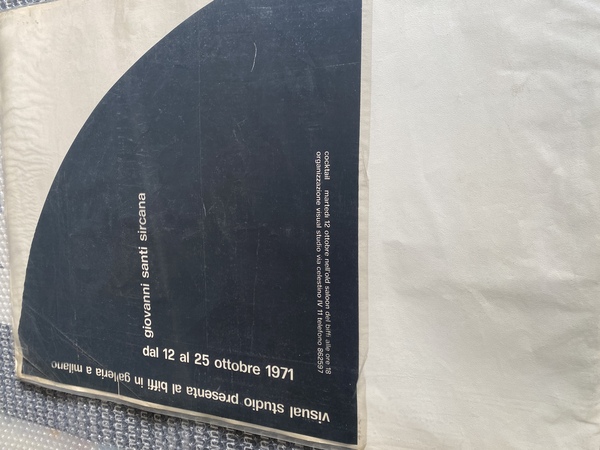 giovanni santi sircana
dal 12 al 25 ottobre 1971
visual studio presenta al biffi in galleria a milano
cocktail martedì 12 ottobre nell'old saloon del biffi alle ore 18
organizzazione visual studio via celestino IV 11 telefono 862597